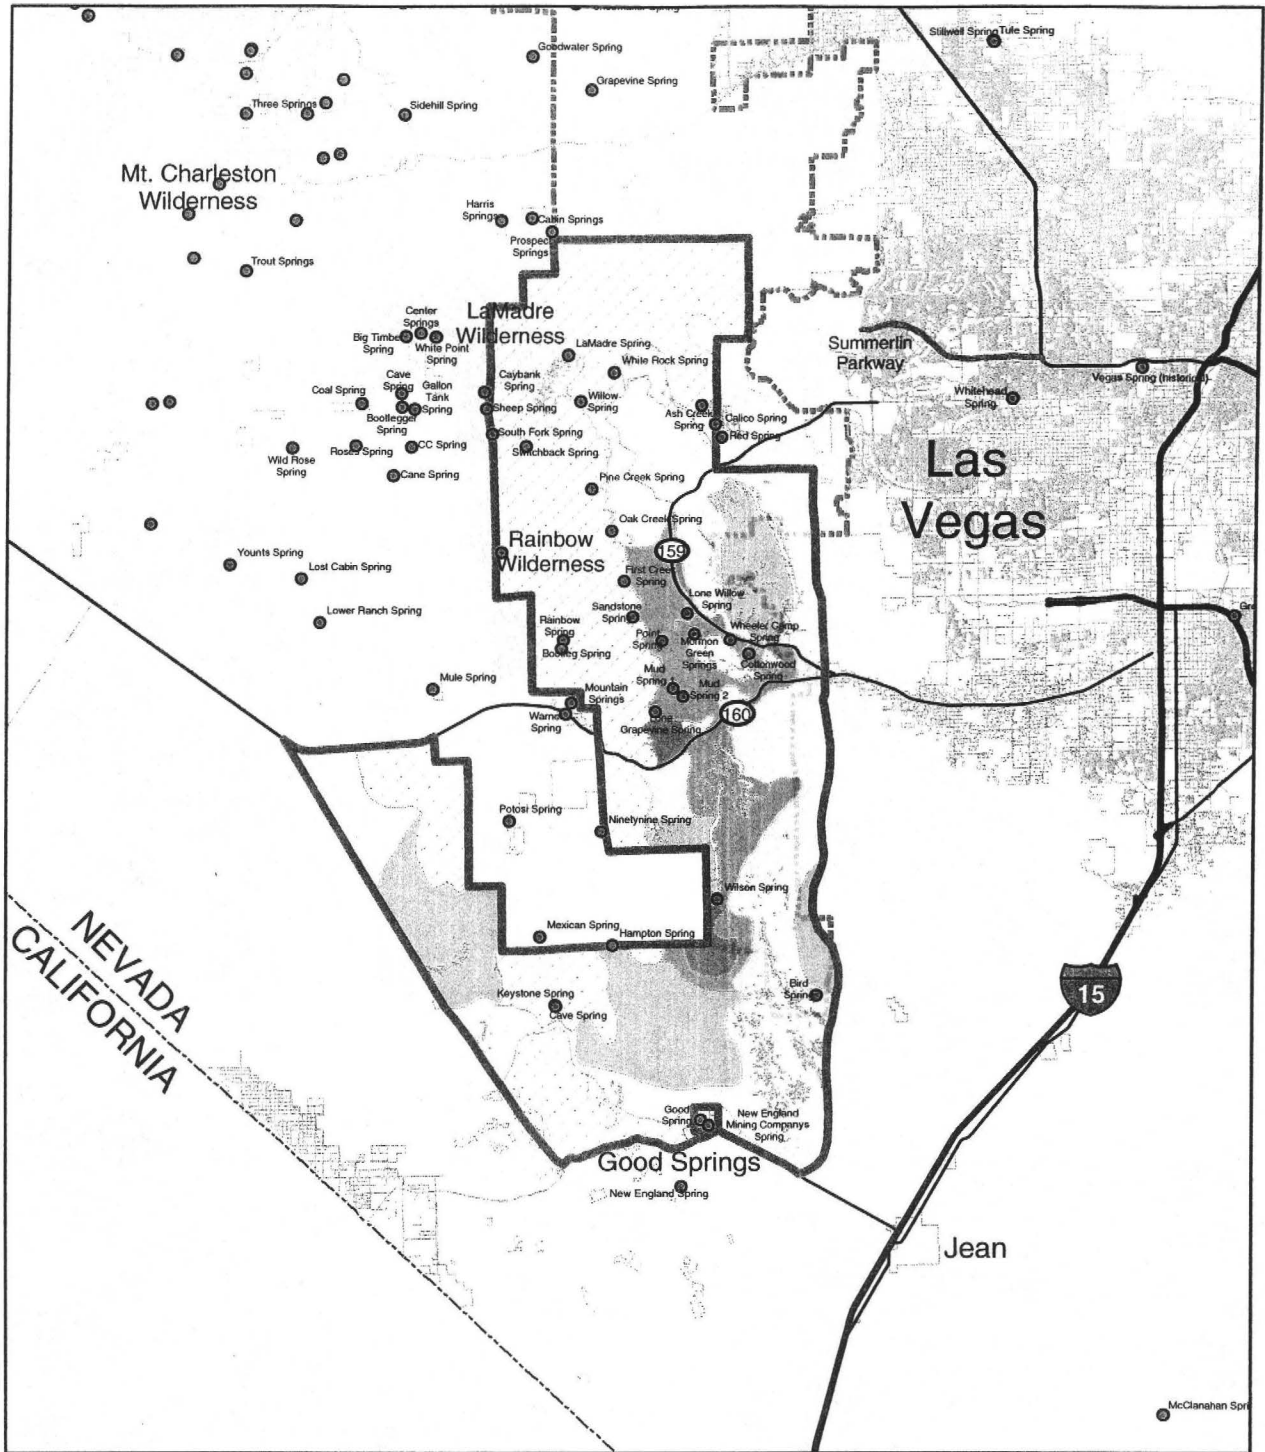 Goodwater Spring
Stillwell Spring
Tule Spring
Grapevine Spring
Three Springs
Sidehill Spring
Mt. Charleston
Wilderness
Harris
Springs
Cabin Springs
Prospect
Springs
Trout Springs
Center
Springs
LaMadre
Wilderness
Big Timber
Spring
White Point
Spring
LaMadre Spring
White Rock Spring
Summerlin
Parkway
Vegas Spring (historical)
Cave
Spring
Gallon
Tank
Spring
Caybank
Spring
Coal Spring
Bootlegger
Spring
Sheep Spring
Willow
Spring
Ash Creek
Spring
Calico Spring
Red Spring
Whitehead
Spring
South Fork Spring
Switchback Spring
Wild Rose
Spring
Roses Spring
CC Spring
Cane Spring
Las
Vegas
Pine Creek Spring
Oak Creek Spring
Rainbow
Wilderness
159
Younts Spring
Lost Cabin Spring
First Creek
Spring
Lower Ranch Spring
Sandstone
Spring
Lone Willow
Spring
Rainbow
Spring
Bootleg Spring
Point
Spring
Mormon
Green
Springs
Wheeler Camp
Spring
Cottonwood
Spring
Mule Spring
Mud
Spring
Mud
Spring 2
Mountain
Springs
Warner
Spring
Lone
Grapevine Spring
160
Potosi Spring
Ninetynine Spring
Wilson Spring
Mexican Spring
Hampton Spring
NEVADA
CALIFORNIA
Keystone Spring
Cave Spring
Bird
Spring
15
Good
Spring
New England
Mining Companys
Spring
Good Springs
New England Spring
Jean
McClanahan Spri